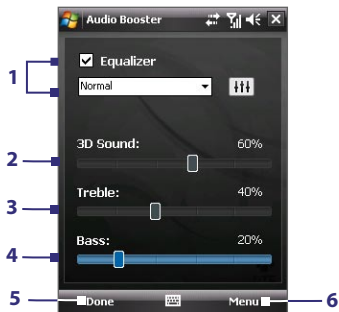 Audio Booster
1
Equalizer
Normal
2
3D Sound: 60%
3
Treble: 40%
4
Bass: 20%
5
Done Menu
6